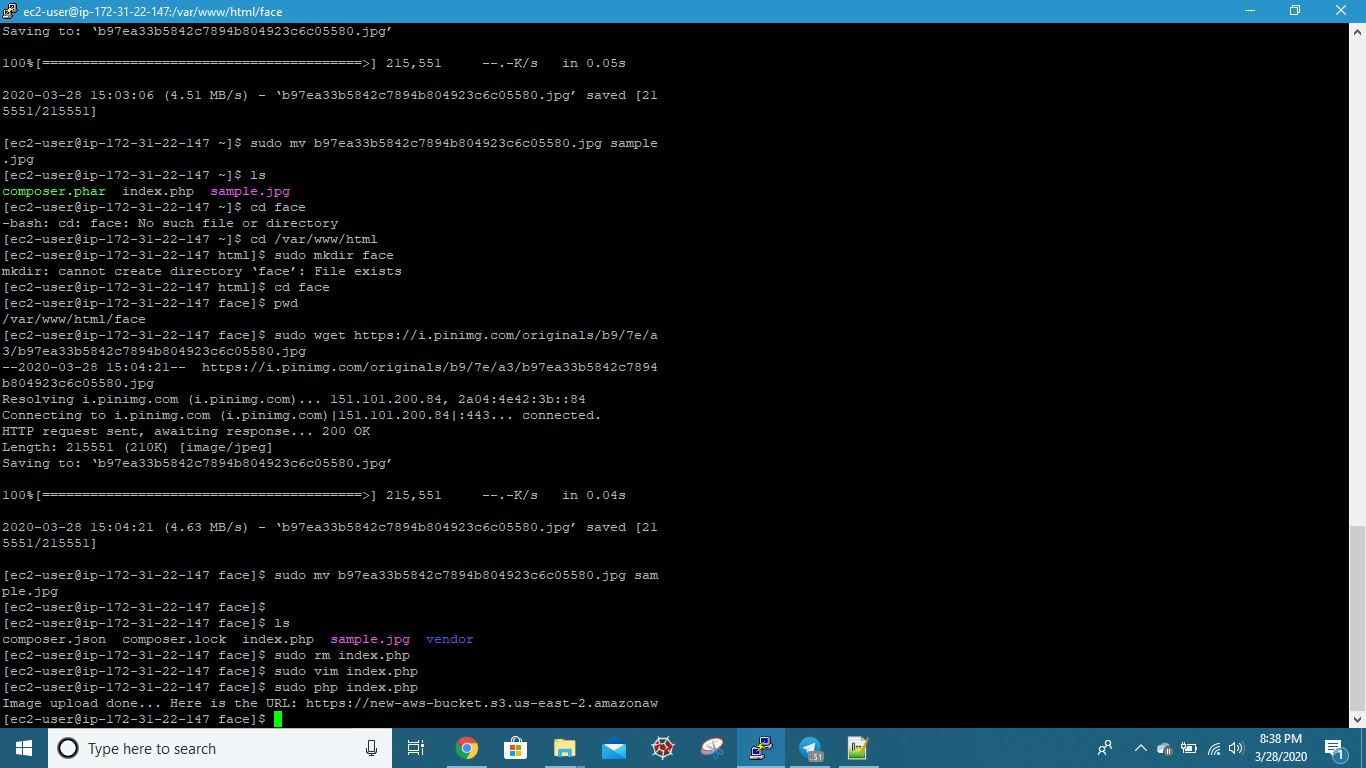 ec2-user@ip-172-31-22-147:/var/www/html/face
Saving to: ‘b97ea33b5842c7894b804923c6c05580.jpg’
100%[========================================>] 215,551     --.-K/s   in 0.05s
2020-03-28 15:03:06 (4.51 MB/s) - ‘b97ea33b5842c7894b804923c6c05580.jpg’ saved [21
5551/215551]
[ec2-user@ip-172-31-22-147 ~]$ sudo mv b97ea33b5842c7894b804923c6c05580.jpg sample
.jpg
[ec2-user@ip-172-31-22-147 ~]$ ls
composer.phar  index.php  sample.jpg
[ec2-user@ip-172-31-22-147 ~]$ cd face
-bash: cd: face: No such file or directory
[ec2-user@ip-172-31-22-147 ~]$ cd /var/www/html
[ec2-user@ip-172-31-22-147 html]$ sudo mkdir face
mkdir: cannot create directory ‘face’: File exists
[ec2-user@ip-172-31-22-147 html]$ cd face
[ec2-user@ip-172-31-22-147 face]$ pwd
/var/www/html/face
[ec2-user@ip-172-31-22-147 face]$ sudo wget https://i.pinimg.com/originals/b9/7e/a
3/b97ea33b5842c7894b804923c6c05580.jpg
--2020-03-28 15:04:21--  https://i.pinimg.com/originals/b9/7e/a3/b97ea33b5842c7894
b804923c6c05580.jpg
Resolving i.pinimg.com (i.pinimg.com)... 151.101.200.84, 2a04:4e42:3b::84
Connecting to i.pinimg.com (i.pinimg.com)|151.101.200.84|:443... connected.
HTTP request sent, awaiting response... 200 OK
Length: 215551 (210K) [image/jpeg]
Saving to: ‘b97ea33b5842c7894b804923c6c05580.jpg’
100%[========================================>] 215,551     --.-K/s   in 0.04s
2020-03-28 15:04:21 (4.63 MB/s) - ‘b97ea33b5842c7894b804923c6c05580.jpg’ saved [21
5551/215551]
[ec2-user@ip-172-31-22-147 face]$ sudo mv b97ea33b5842c7894b804923c6c05580.jpg sam
ple.jpg
[ec2-user@ip-172-31-22-147 face]$
[ec2-user@ip-172-31-22-147 face]$ ls
composer.json  composer.lock  index.php  sample.jpg  vendor
[ec2-user@ip-172-31-22-147 face]$ sudo rm index.php
[ec2-user@ip-172-31-22-147 face]$ sudo vim index.php
[ec2-user@ip-172-31-22-147 face]$ sudo php index.php
Image upload done... Here is the URL: https://new-aws-bucket.s3.us-east-2.amazonaw
[ec2-user@ip-172-31-22-147 face]$
Type here to search
51
8:38 PM
3/28/2020
1